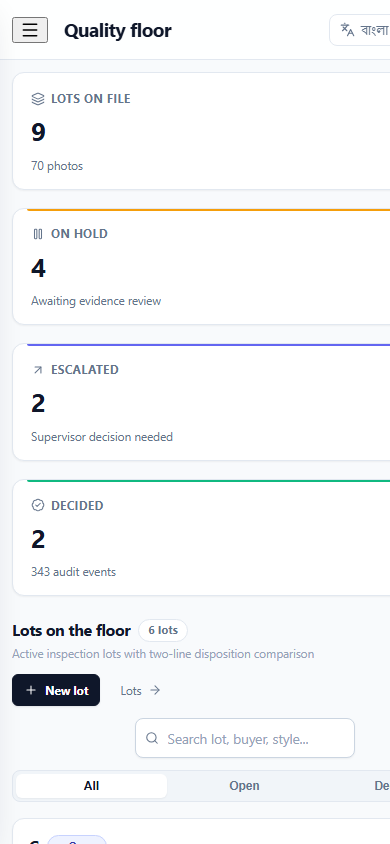 Quality floor
বাংলা
LOTS ON FILE
9
70 photos
ON HOLD
4
Awaiting evidence review
ESCALATED
2
Supervisor decision needed
DECIDED
2
343 audit events
Lots on the floor 6 lots
Active inspection lots with two-line disposition comparison
New lot Lots
Search lot, buyer, style...
All Open De